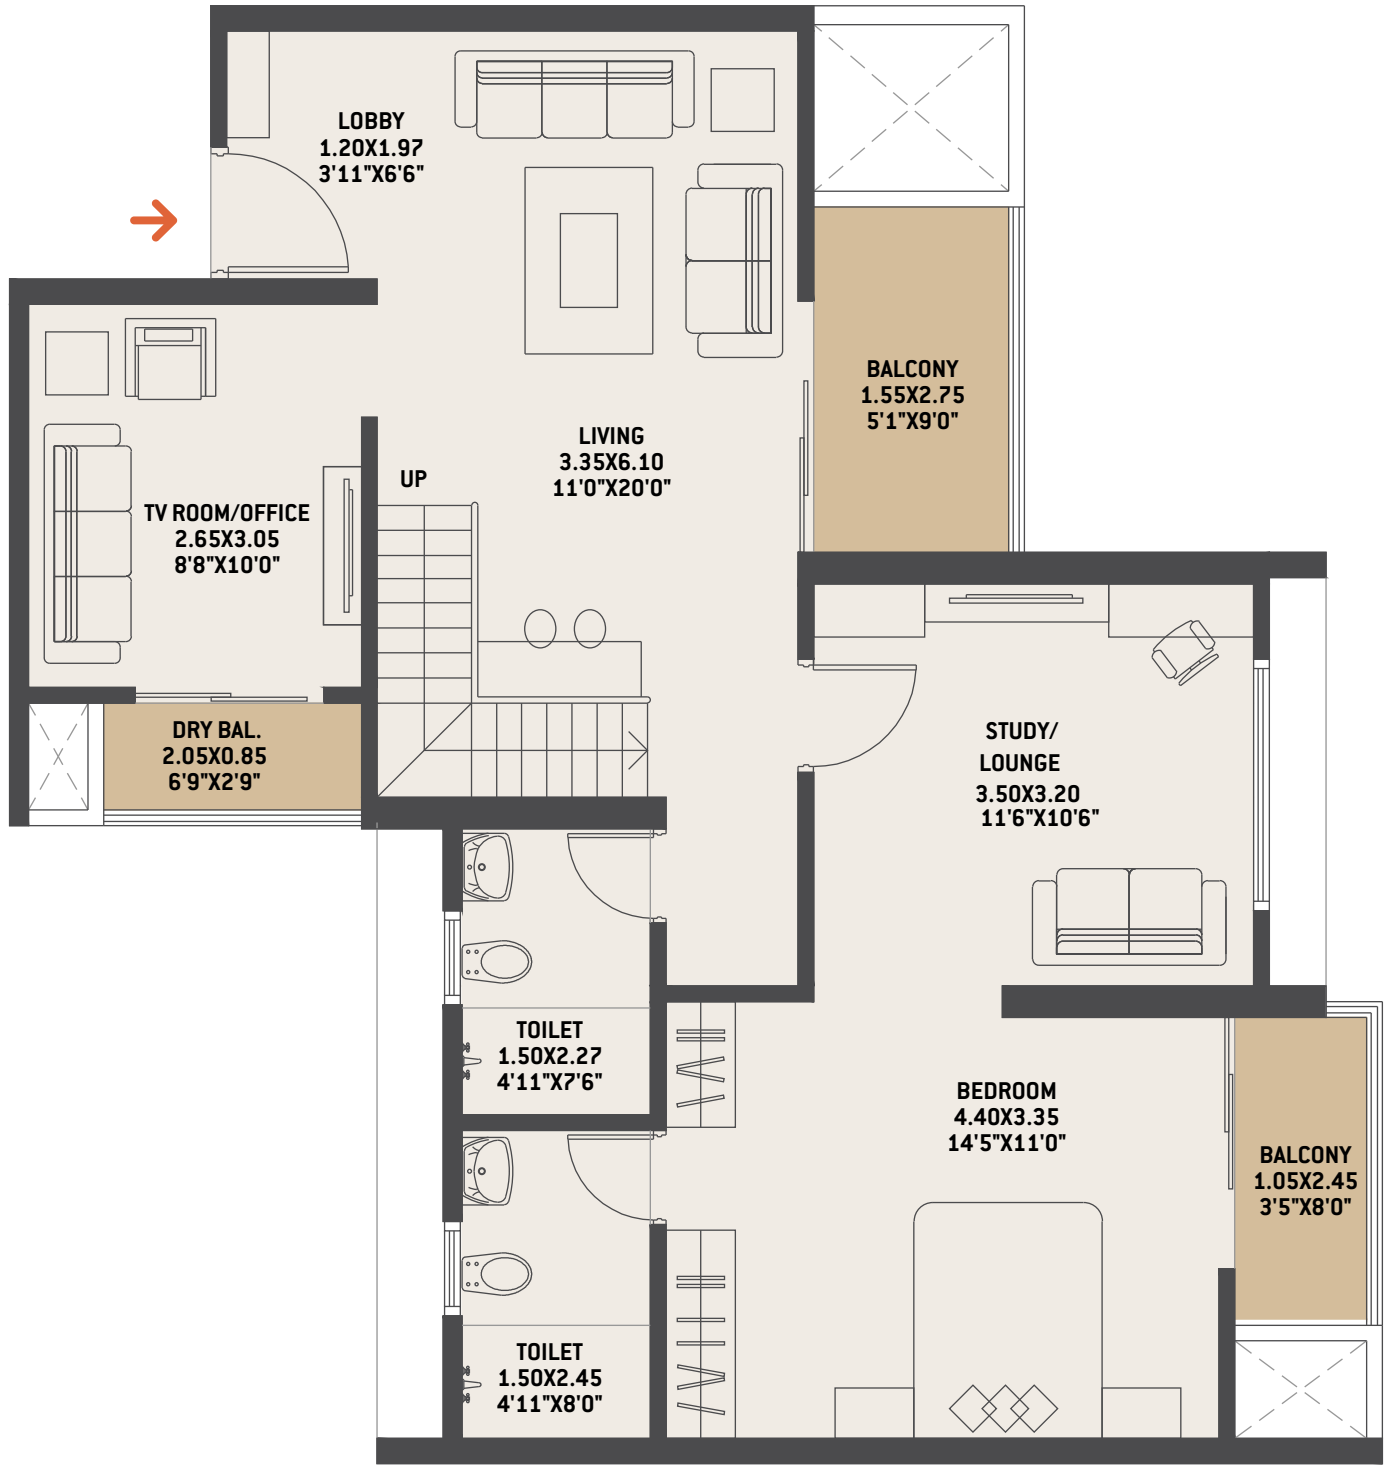 LOBBY
1.20X1.97
3'11"X6'6"
BALCONY
1.55X2.75
5'1"X9'0"
LIVING
3.35X6.10
11'0"X20'0"
UP
TV ROOM/OFFICE
2.65X3.05
8'8"X10'0"
DRY BAL.
2.05X0.85
6'9"X2'9"
STUDY/
LOUNGE
3.50X3.20
11'6"X10'6"
TOILET
1.50X2.27
4'11"X7'6"
BEDROOM
4.40X3.35
14'5"X11'0"
BALCONY
1.05X2.45
3'5"X8'0"
TOILET
1.50X2.45
4'11"X8'0"